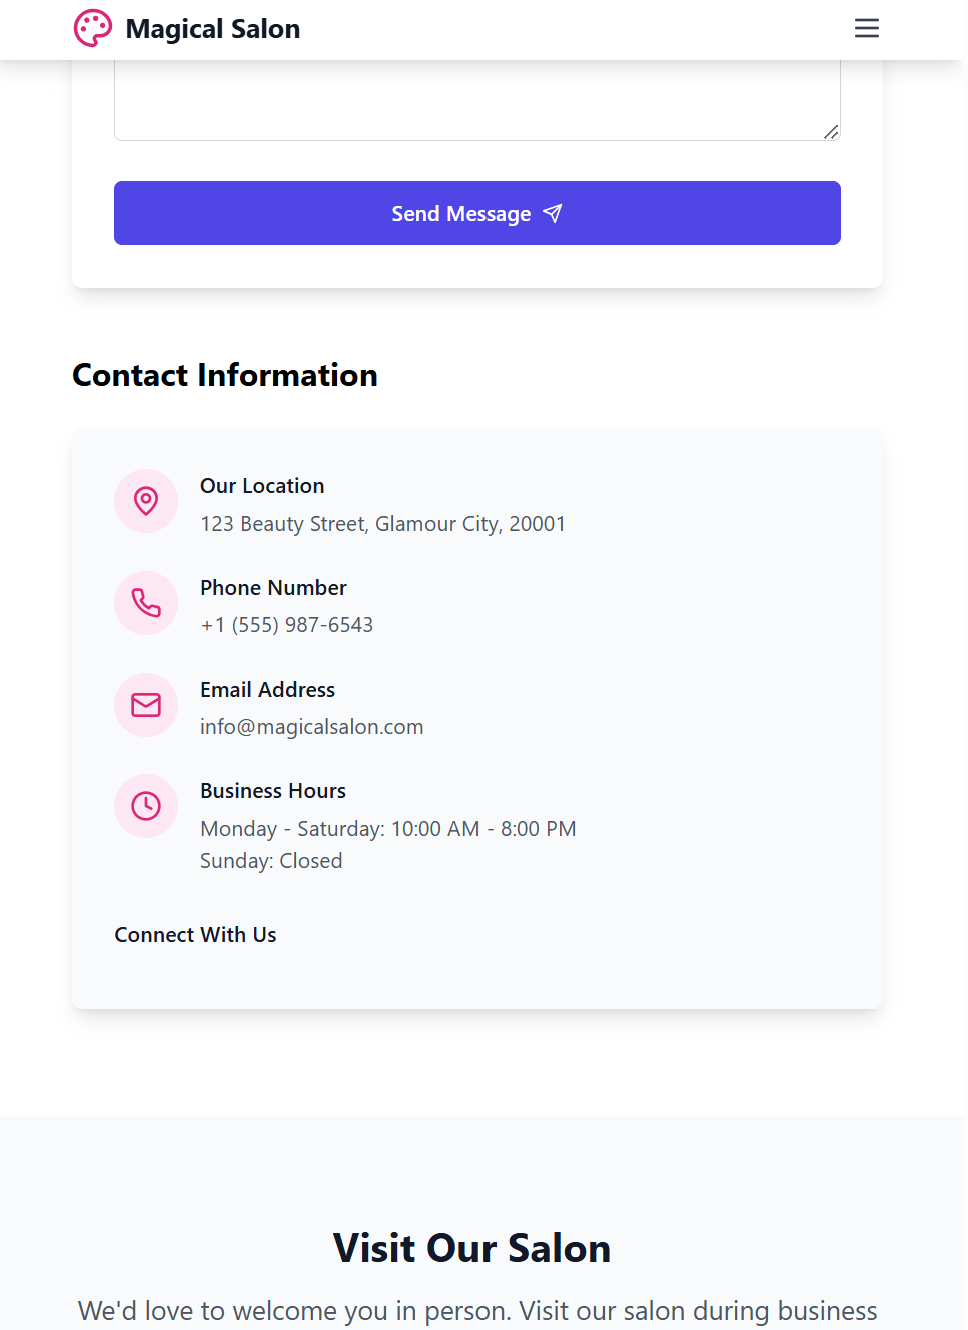 Magical Salon
Send Message
Contact Information
Our Location
123 Beauty Street, Glamour City, 20001
Phone Number
+1 (555) 987-6543
Email Address
info@magicalsalon.com
Business Hours
Monday - Saturday: 10:00 AM - 8:00 PM
Sunday: Closed
Connect With Us
Visit Our Salon
We'd love to welcome you in person. Visit our salon during business